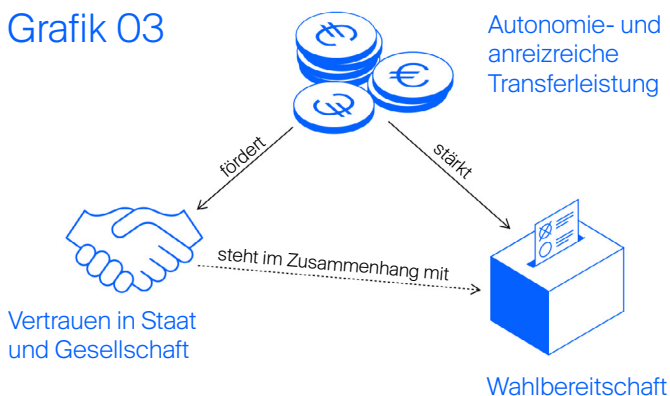 Grafik 03
Autonomie- und
anreizreiche
Transferleistung
fördert
stärkt
steht im Zusammenhang mit
Vertrauen in Staat
und Gesellschaft
Wahlbereitschaft